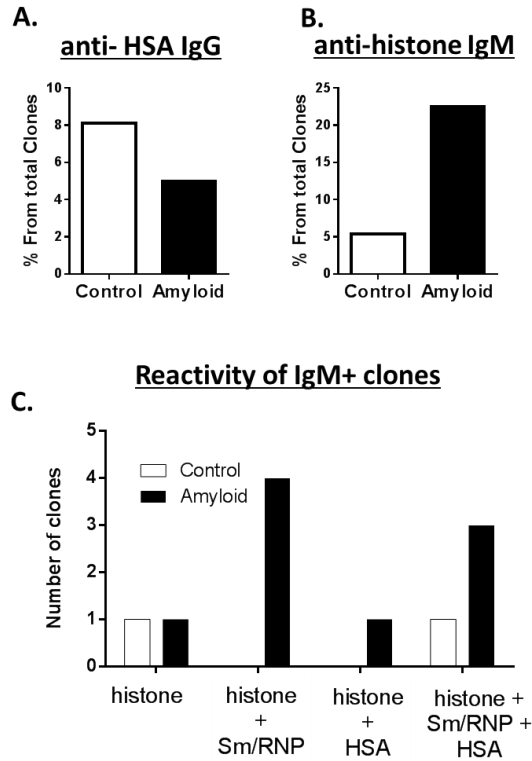 A.
anti- HSA IgG
% From total Clones
10
8
6
4
2
0
Control Amyloid
B.
anti-histone IgM
% From total Clones
25
20
15
10
5
0
Control Amyloid
Reactivity of IgM+ clones
C.
Number of clones
5
4
3
2
1
0
Control
Amyloid
histone
histone
+
Sm/RNP
histone
+
HSA
histone +
Sm/RNP +
HSA